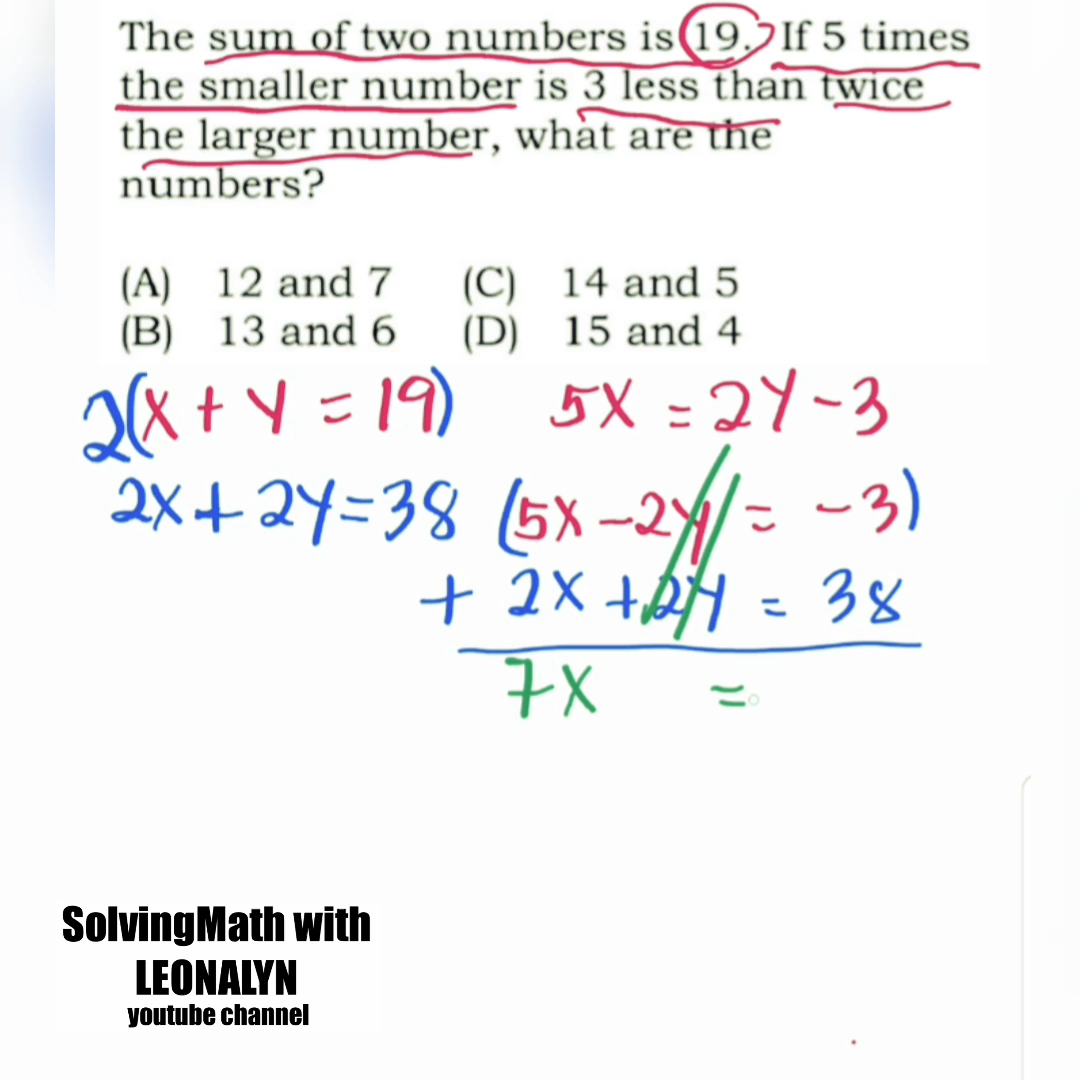 The sum of two numbers is 19. If 5 times
the smaller number is 3 less than twice
the larger number, what are the
numbers?
(A) 12 and 7 (C) 14 and 5
(B) 13 and 6 (D) 15 and 4
2(x + y = 19) 5x = 2y - 3
2x + 2y = 38 (5x - 2y = -3)
+ 2x + 2y = 38
7x =
SolvingMath with
LEONALYN
youtube channel